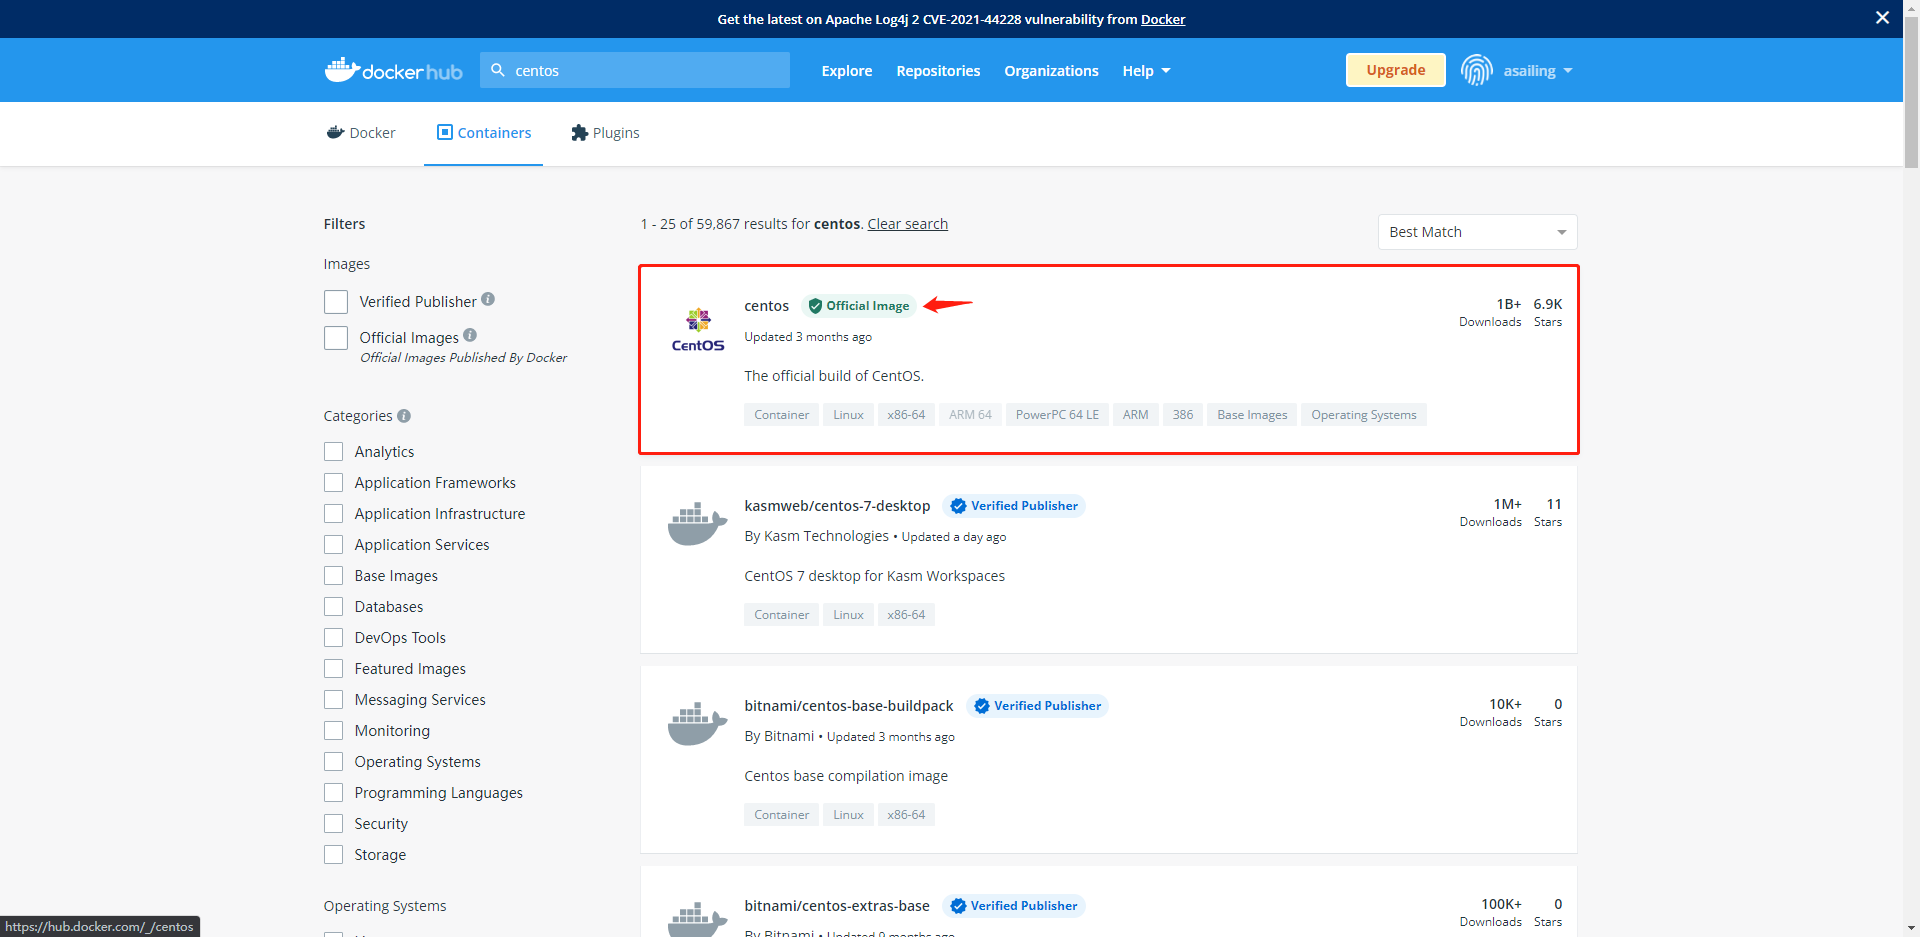 Get the latest on Apache Log4j 2 CVE-2021-44228 vulnerability from Docker
docker hub
centos
Explore
Repositories
Organizations
Help
Upgrade
asailing
Docker
Containers
Plugins
Filters
Images
Verified Publisher
Official Images
Official Images Published By Docker
Categories
Analytics
Application Frameworks
Application Infrastructure
Application Services
Base Images
Databases
DevOps Tools
Featured Images
Messaging Services
Monitoring
Operating Systems
Programming Languages
Security
Storage
Operating Systems
1 - 25 of 59,867 results for centos. Clear search
Best Match
CentOS
centos Official Image
Updated 3 months ago
The official build of CentOS.
Container Linux x86-64 ARM 64 PowerPC 64 LE ARM 386 Base Images Operating Systems
1B+ 6.9K
Downloads Stars
kasmweb/centos-7-desktop Verified Publisher
By Kasm Technologies • Updated a day ago
CentOS 7 desktop for Kasm Workspaces
Container Linux x86-64
1M+ 11
Downloads Stars
bitnami/centos-base-buildpack Verified Publisher
By Bitnami • Updated 3 months ago
Centos base compilation image
Container Linux x86-64
10K+ 0
Downloads Stars
bitnami/centos-extras-base Verified Publisher
By Bitnami • Updated 9 months ago
100K+ 0
Downloads Stars
https://hub.docker.com/_/centos